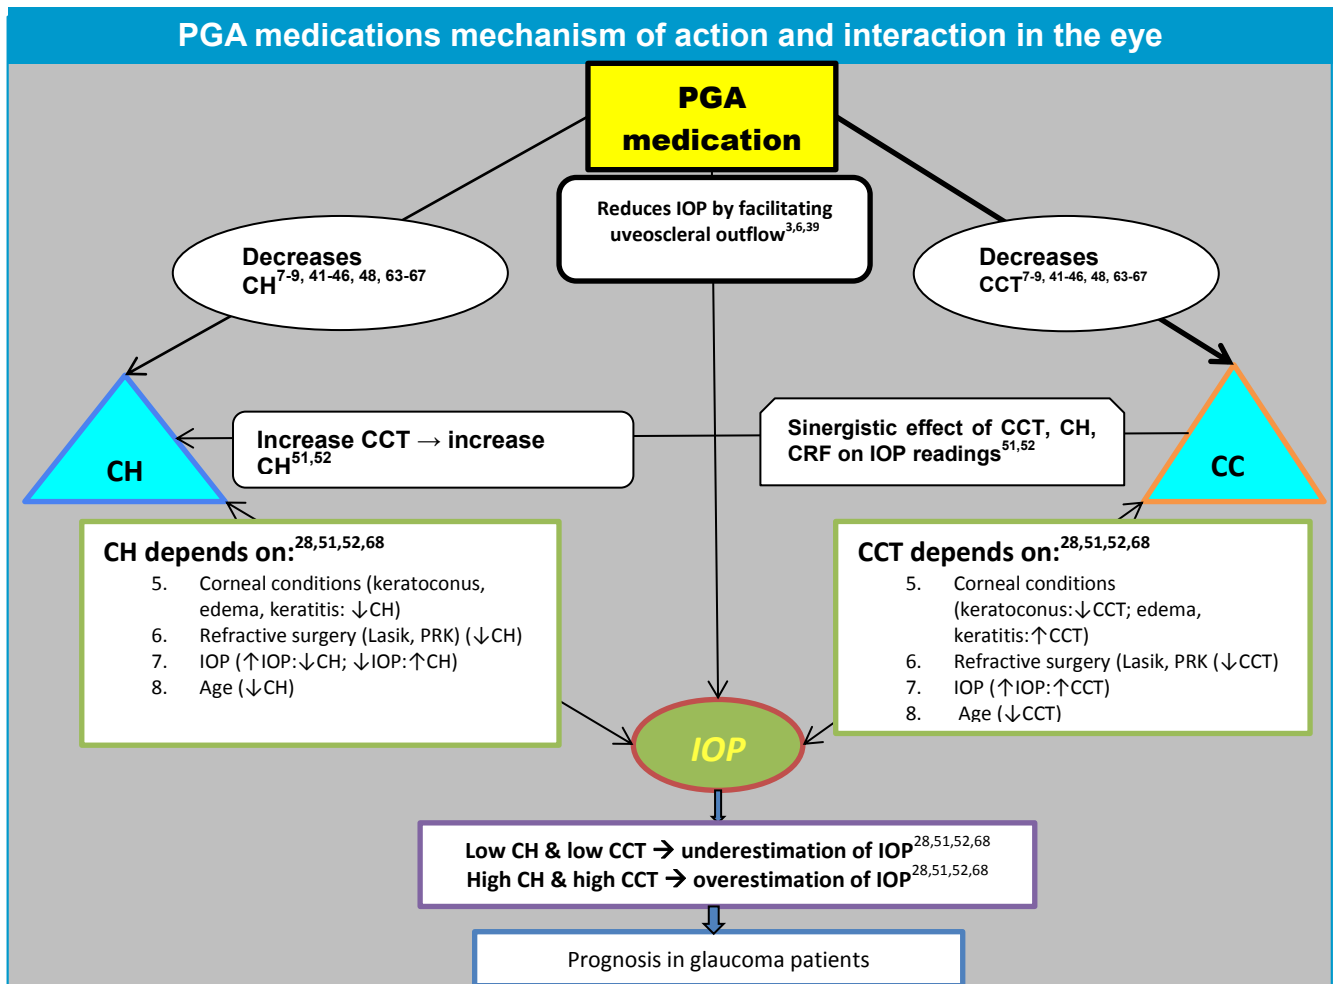 PGA medications mechanism of action and interaction in the eye
PGA
medication
Reduces IOP by facilitating
uveoscleral outflow3,6,39
Decreases
CH7-9, 41-46, 48, 63-67
Decreases
CCT7-9, 41-46, 48, 63-67
Increase CCT → increase
CH51,52
Sinergistic effect of CCT, CH,
CRF on IOP readings51,52
CH
CC
CH depends on:28,51,52,68
5. Corneal conditions (keratoconus,
edema, keratitis: ↓CH)
6. Refractive surgery (Lasik, PRK) (↓CH)
7. IOP (↑IOP:↓CH; ↓IOP:↑CH)
8. Age (↓CH)
CCT depends on:28,51,52,68
5. Corneal conditions
(keratoconus:↓CCT; edema,
keratitis:↑CCT)
6. Refractive surgery (Lasik, PRK (↓CCT)
7. IOP (↑IOP:↑CCT)
8. Age (↓CCT)
IOP
Low CH & low CCT → underestimation of IOP28,51,52,68
High CH & high CCT → overestimation of IOP28,51,52,68
Prognosis in glaucoma patients